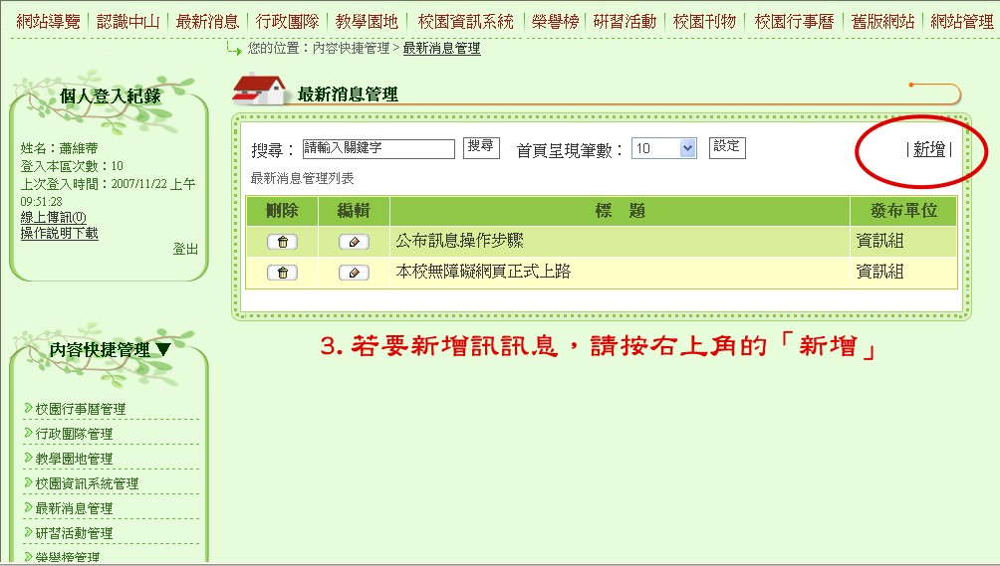 網站導覽 認識中山 最新消息 行政團隊 教學園地 校園資訊系統 榮譽榜 研習活動 校園刊物 校園行事曆 舊版網站 網站管理
您的位置：內容快捷管理 > 最新消息管理
個人登入紀錄
姓名：蕭維蒂
登入本區次數：10
上次登入時間：2007/11/22 上午
09:51:28
線上傳訊(0)
操作說明下載
登出
最新消息管理
搜尋： 請輸入關鍵字 搜尋 首頁呈現筆數： 10 設定 | 新增 |
最新消息管理列表
刪除 編輯 標 題 發布單位
公布訊息操作步驟 資訊組
本校無障礙網頁正式上路 資訊組
3. 若要新增訊訊息，請按右上角的「新增」
內容快捷管理 ▼
校園行事曆管理
行政團隊管理
教學園地管理
校園資訊系統管理
最新消息管理
研習活動管理
榮譽榜管理